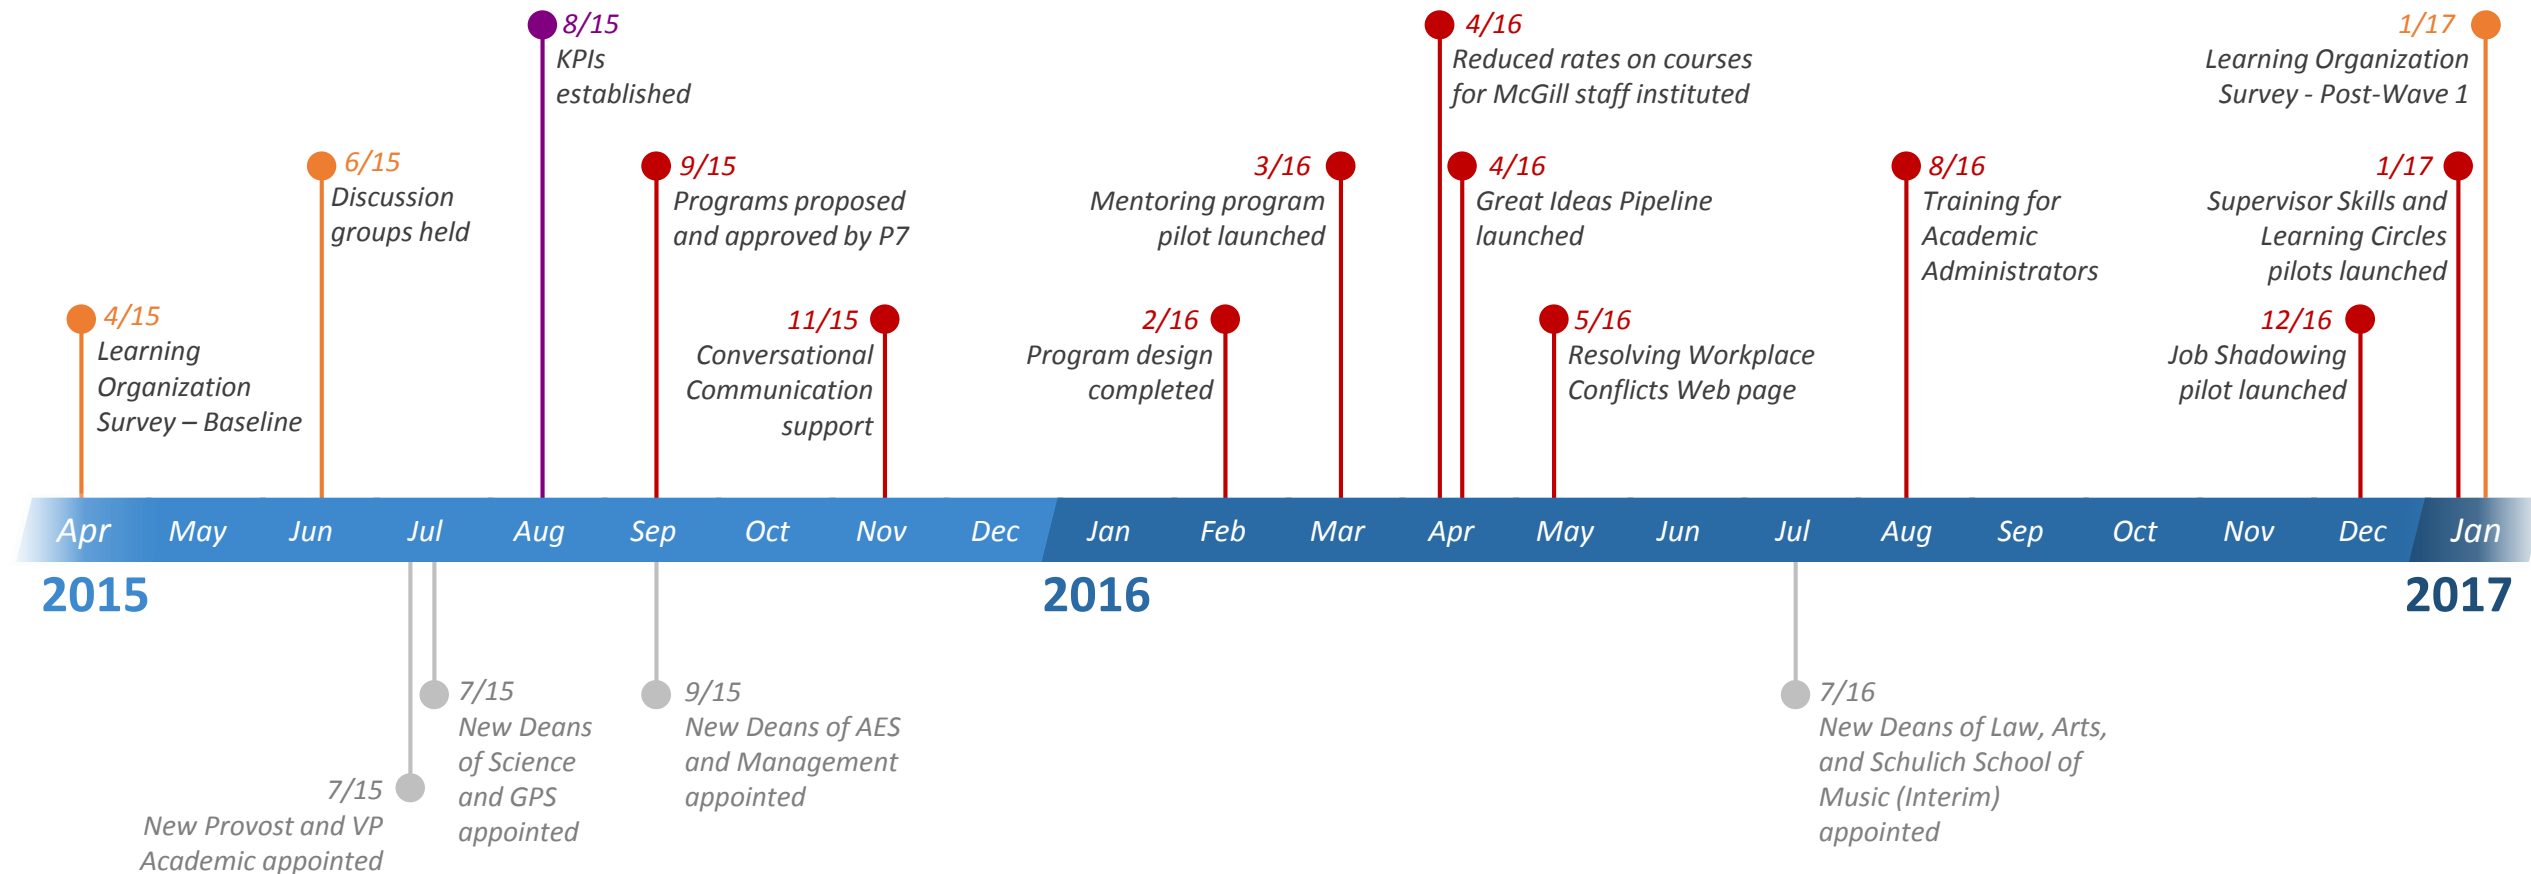 8/15
KPIs
established
4/16
Reduced rates on courses
for McGill staff instituted
1/17
Learning Organization
Survey - Post-Wave 1
6/15
Discussion
groups held
9/15
Programs proposed
and approved by P7
3/16
Mentoring program
pilot launched
4/16
Great Ideas Pipeline
launched
8/16
Training for
Academic
Administrators
1/17
Supervisor Skills and
Learning Circles
pilots launched
4/15
Learning
Organization
Survey – Baseline
11/15
Conversational
Communication
support
2/16
Program design
completed
5/16
Resolving Workplace
Conflicts Web page
12/16
Job Shadowing
pilot launched
Apr May Jun Jul Aug Sep Oct Nov Dec Jan Feb Mar Apr May Jun Jul Aug Sep Oct Nov Dec Jan
2015 2016 2017
7/15
New Provost and VP
Academic appointed
7/15
New Deans
of Science
and GPS
appointed
9/15
New Deans of AES
and Management
appointed
7/16
New Deans of Law, Arts,
and Schulich School of
Music (Interim)
appointed